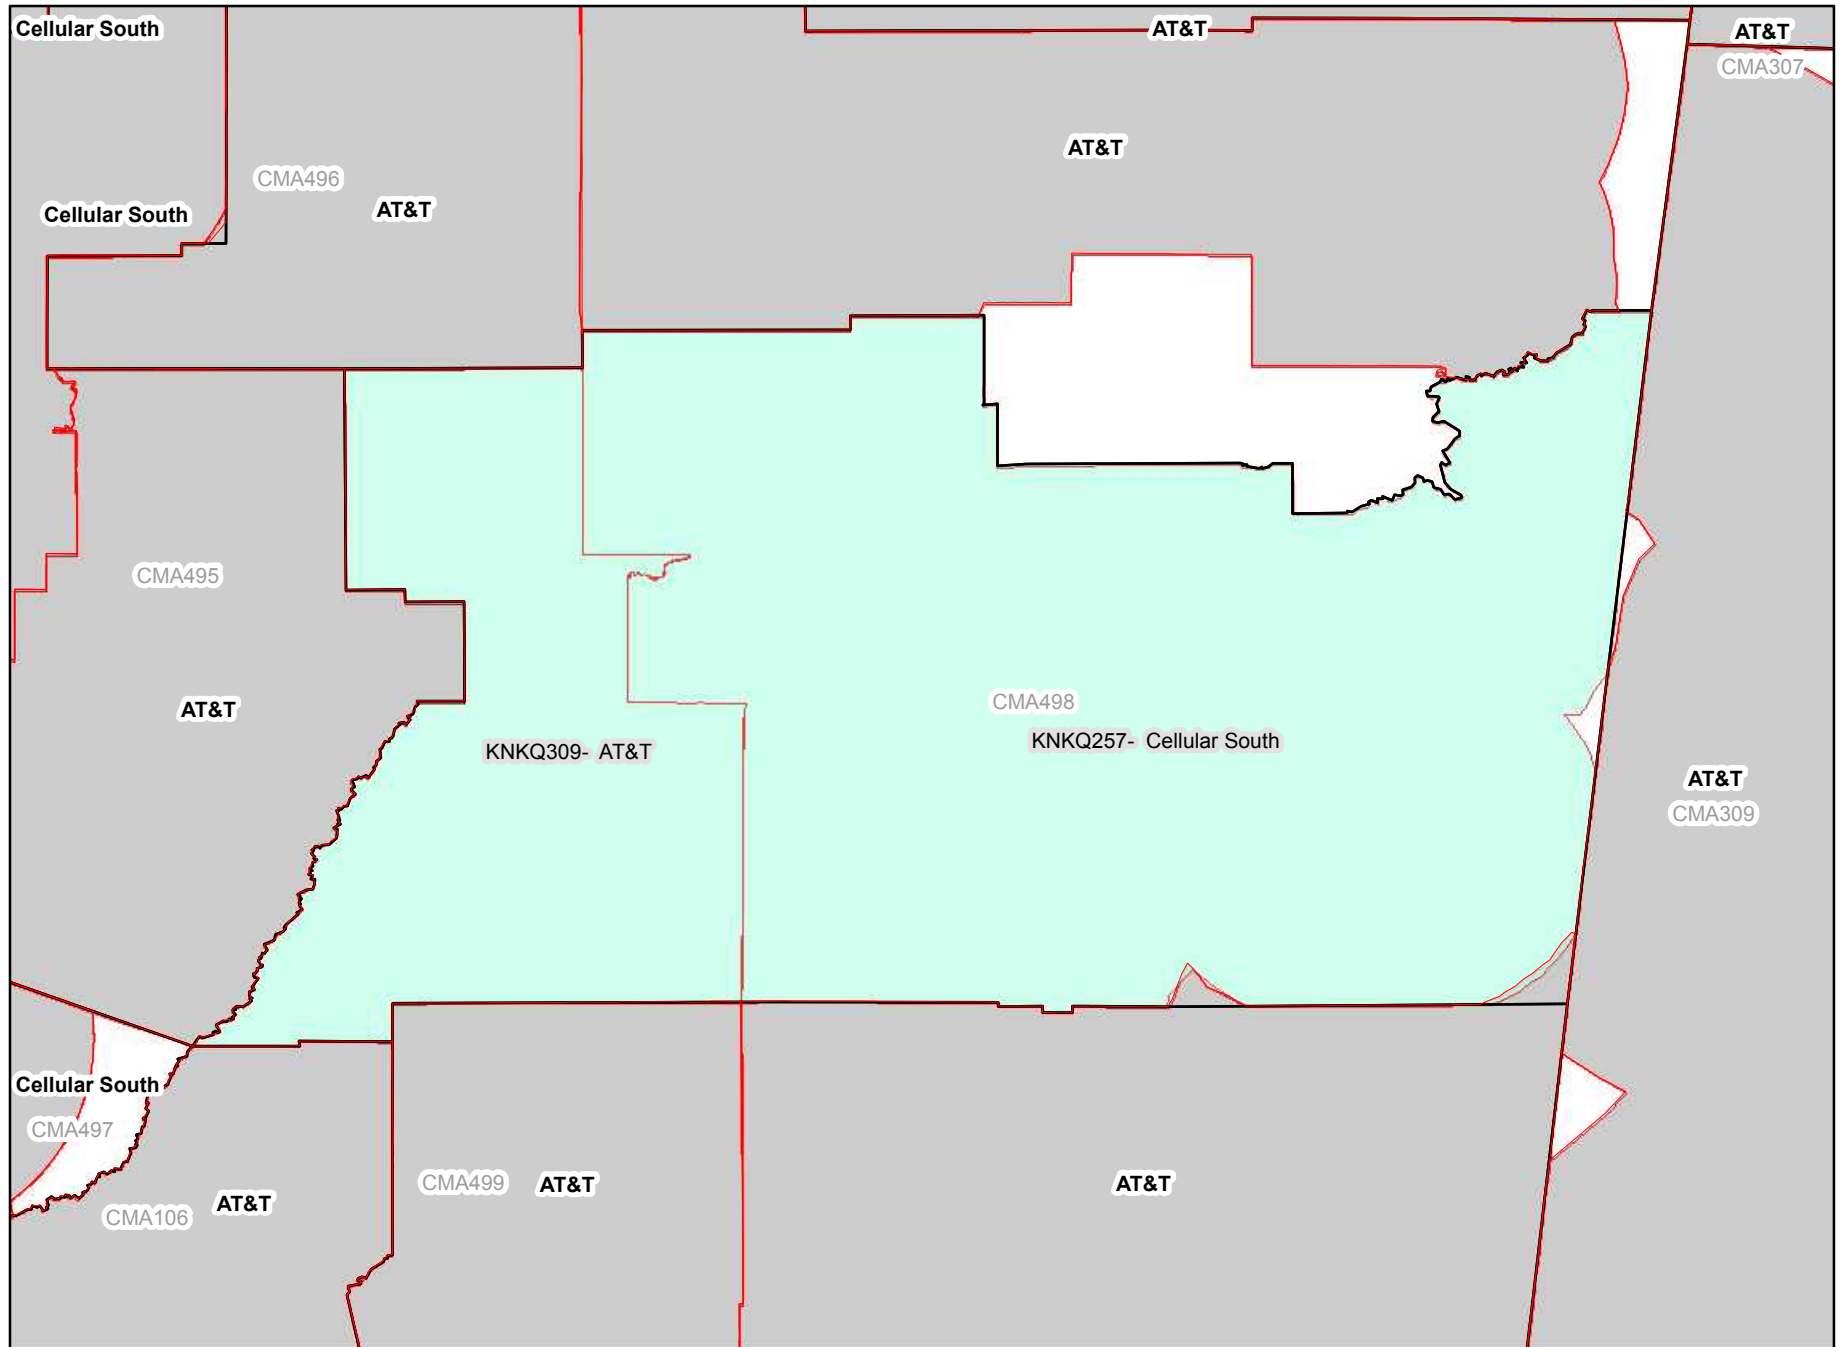 Cellular South
AT&T
AT&T
CMA307
AT&T
CMA496
Cellular South
AT&T
CMA495
AT&T
CMA498
KNKQ309- AT&T
KNKQ257- Cellular South
AT&T
CMA309
Cellular South
CMA497
CMA499
AT&T
AT&T
CMA106
AT&T